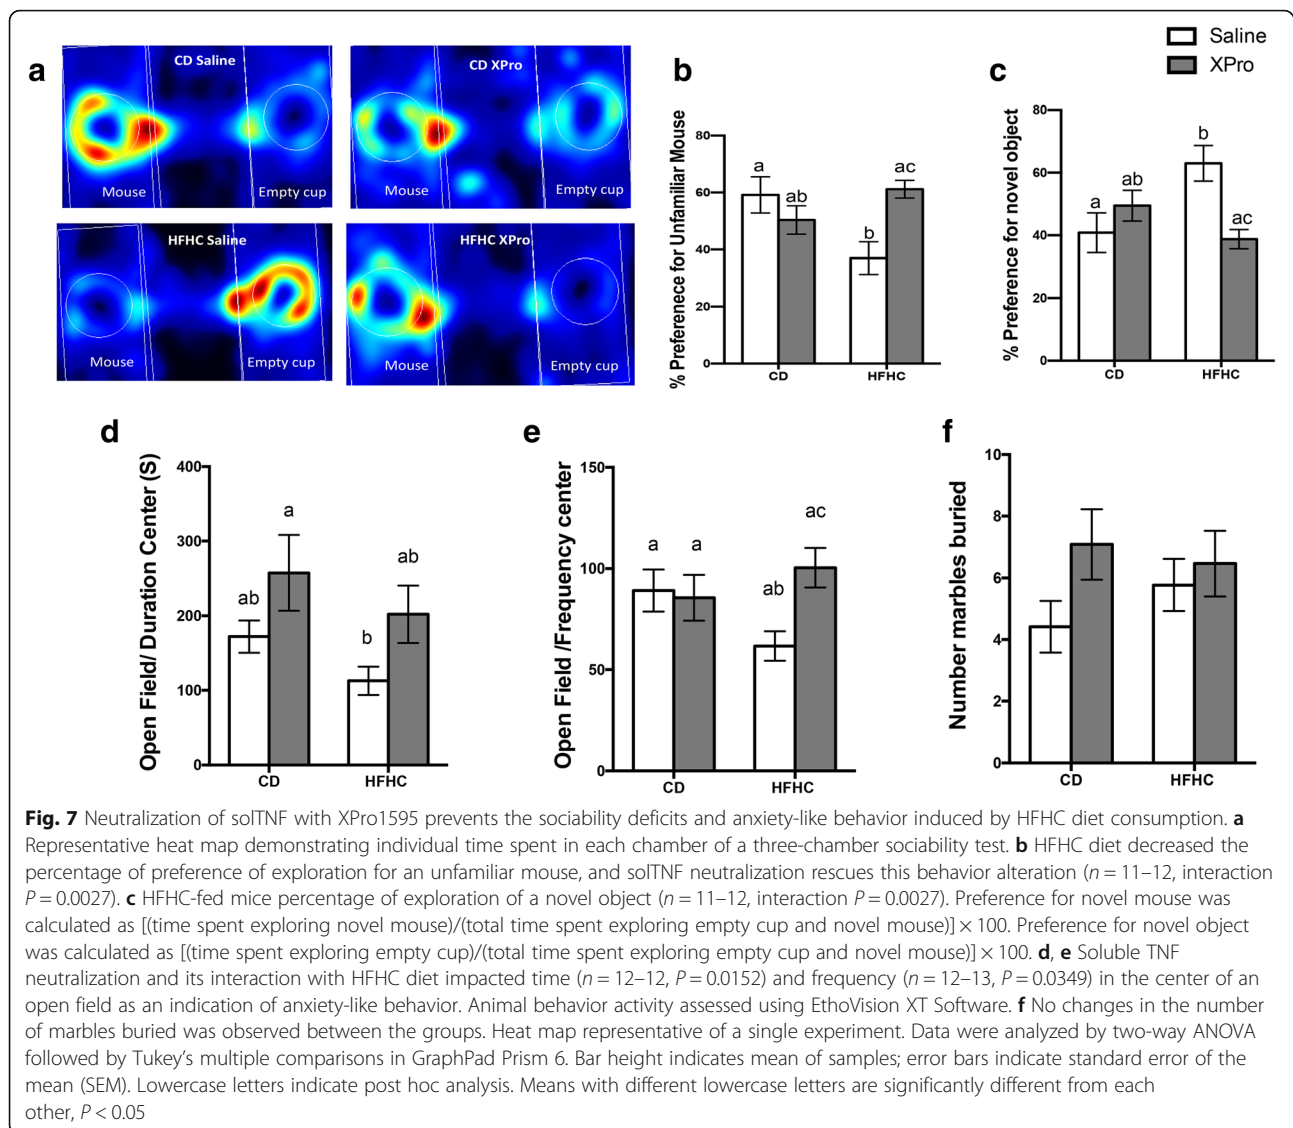 Saline
XPro
a
CD Saline
Mouse
Empty cup
CD XPro
Mouse
Empty cup
HFHC Saline
Mouse
Empty cup
HFHC XPro
Mouse
Empty cup
b
% Preferenece for Unfamiliar Mouse
80
60
40
20
0
a
ab
b
ac
CD
HFHC
c
% Preference for novel object
80
60
40
20
0
a
ab
b
ac
CD
HFHC
d
Open Field/ Duration Center (S)
400
300
200
100
0
ab
a
b
ab
CD
HFHC
e
Open Field /Frequency center
150
100
50
0
a
a
ab
ac
CD
HFHC
f
Number marbles buried
10
8
6
4
2
0
CD
HFHC
Fig. 7 Neutralization of solTNF with XPro1595 prevents the sociability deficits and anxiety-like behavior induced by HFHC diet consumption. a
Representative heat map demonstrating individual time spent in each chamber of a three-chamber sociability test. b HFHC diet decreased the
percentage of preference of exploration for an unfamiliar mouse, and solTNF neutralization rescues this behavior alteration (n = 11–12, interaction
P = 0.0027). c HFHC-fed mice percentage of exploration of a novel object (n = 11–12, interaction P = 0.0027). Preference for novel mouse was
calculated as [(time spent exploring novel mouse)/(total time spent exploring empty cup and novel mouse)] × 100. Preference for novel object
was calculated as [(time spent exploring empty cup)/(total time spent exploring empty cup and novel mouse)] × 100. d, e Soluble TNF
neutralization and its interaction with HFHC diet impacted time (n = 12–12, P = 0.0152) and frequency (n = 12–13, P = 0.0349) in the center of an
open field as an indication of anxiety-like behavior. Animal behavior activity assessed using EthoVision XT Software. f No changes in the number
of marbles buried was observed between the groups. Heat map representative of a single experiment. Data were analyzed by two-way ANOVA
followed by Tukey's multiple comparisons in GraphPad Prism 6. Bar height indicates mean of samples; error bars indicate standard error of the
mean (SEM). Lowercase letters indicate post hoc analysis. Means with different lowercase letters are significantly different from each
other, P < 0.05